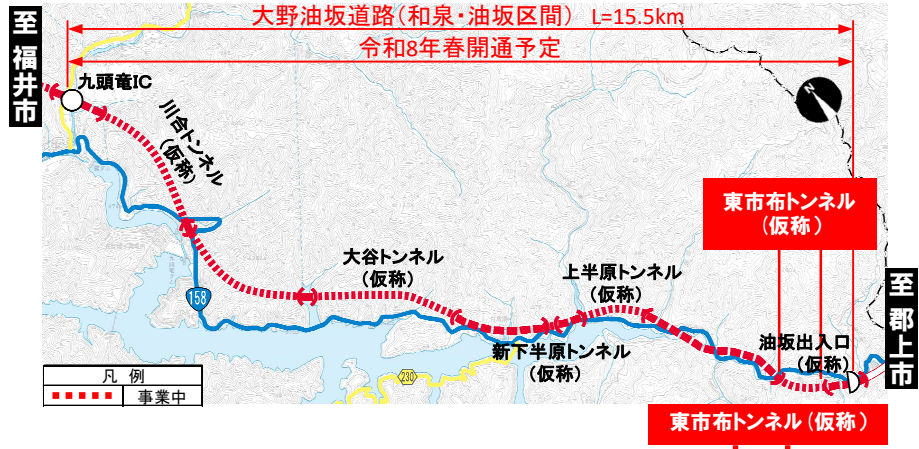 大野油坂道路(和泉・油坂区間) L=15.5km
令和8年春開通予定
至 福井市
九頭竜IC
川合トンネル
(仮称)
東市布トンネル
(仮称)
大谷トンネル
(仮称)
上半原トンネル
(仮称)
158
至 郡上市
油坂出入口
(仮称)
新下半原トンネル
(仮称)
230
凡 例
事業中
東市布トンネル(仮称)